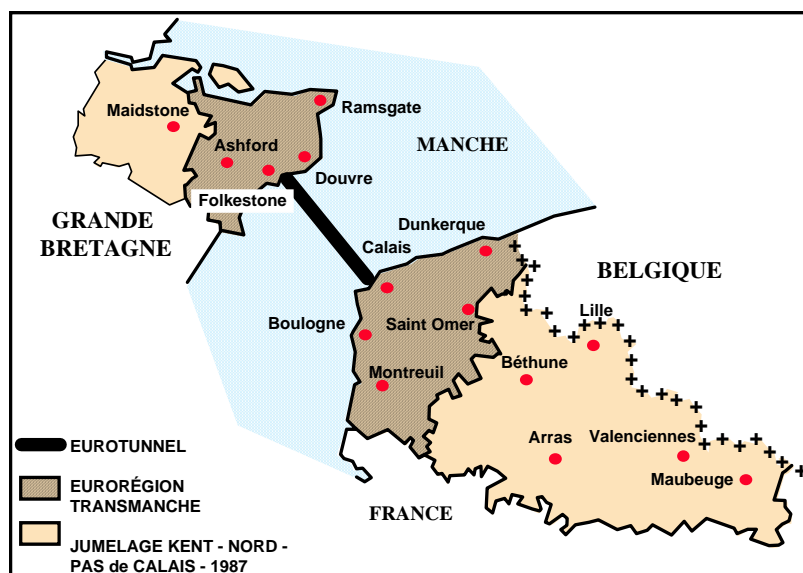 Maidstone
Ramsgate
Ashford
MANCHE
Douvre
Folkestone
GRANDE
BRETAGNE
Dunkerque
Calais
BELGIQUE
Lille
Boulogne
Saint Omer
Béthune
Montreuil
Arras
Valenciennes
Maubeuge
FRANCE
EUROTUNNEL
EURORÉGION
TRANSMANCHE
JUMELAGE KENT - NORD -
PAS de CALAIS - 1987